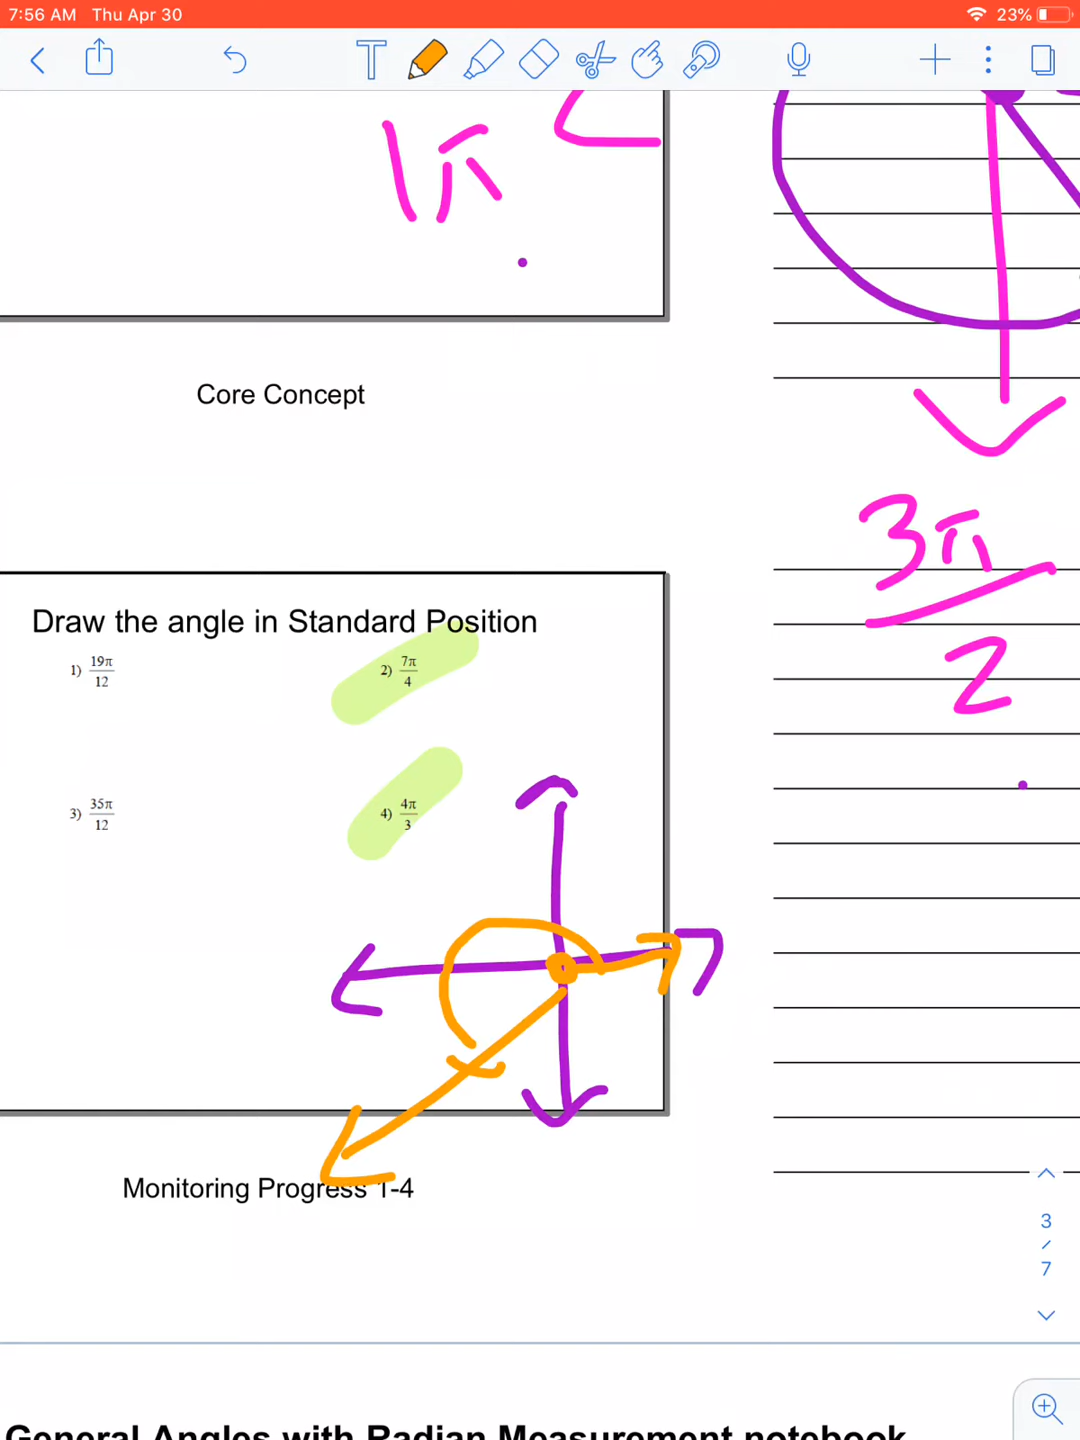 7:56 AM Thu Apr 30 23%
T
1π
Core Concept
3π
2
Draw the angle in Standard Position
1) 19π
12
2) 7π
4
3) 35π
12
4) 4π
3
Monitoring Progress 1-4
3
/
7
General Angles with Radian Measurement notebook